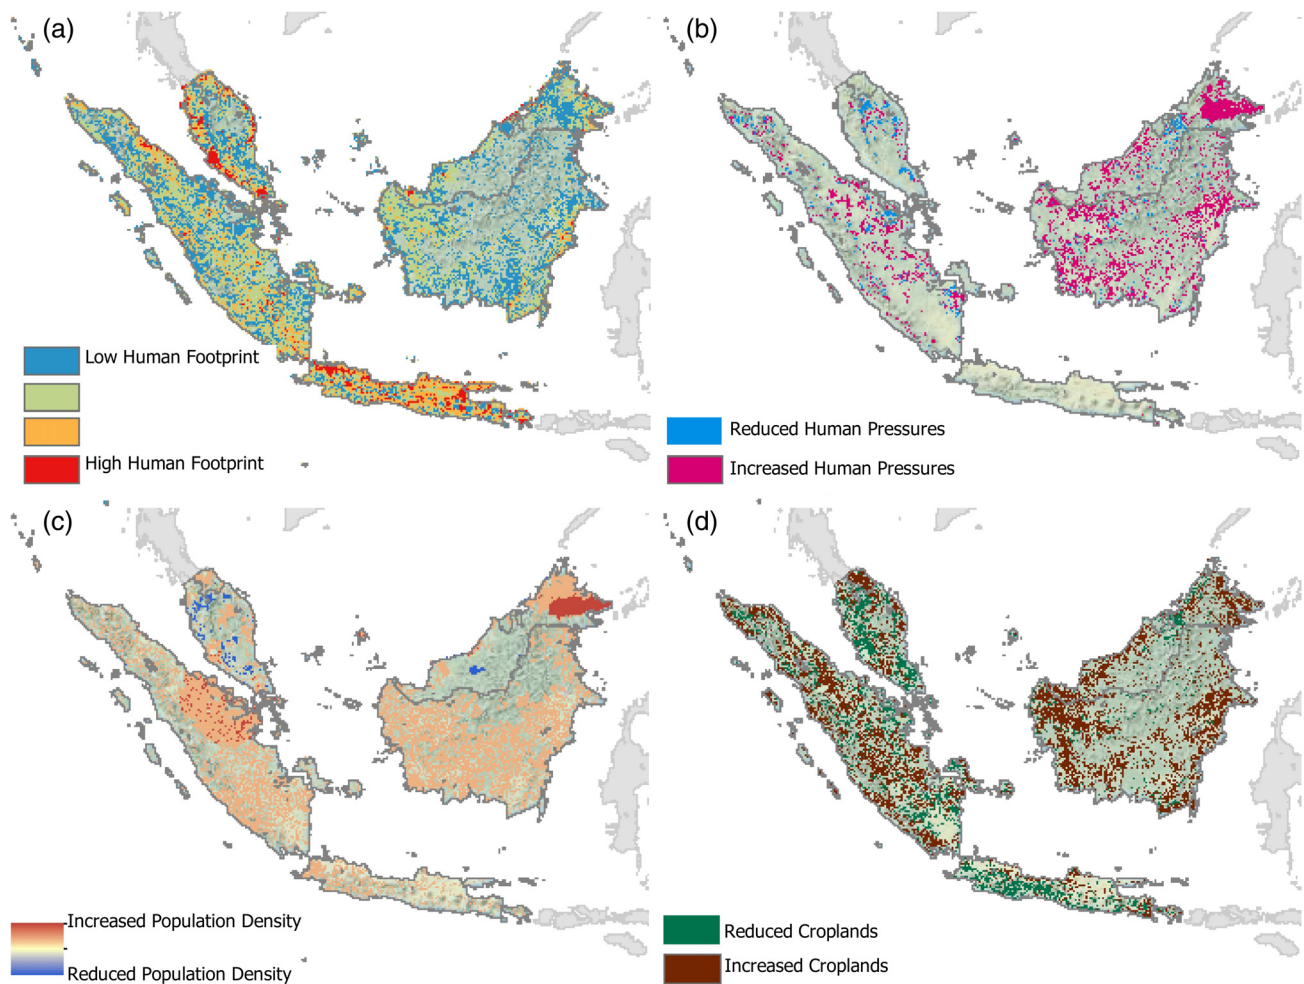 (a)
Low Human Footprint
High Human Footprint
(b)
Reduced Human Pressures
Increased Human Pressures
(c)
Increased Population Density
Reduced Population Density
(d)
Reduced Croplands
Increased Croplands